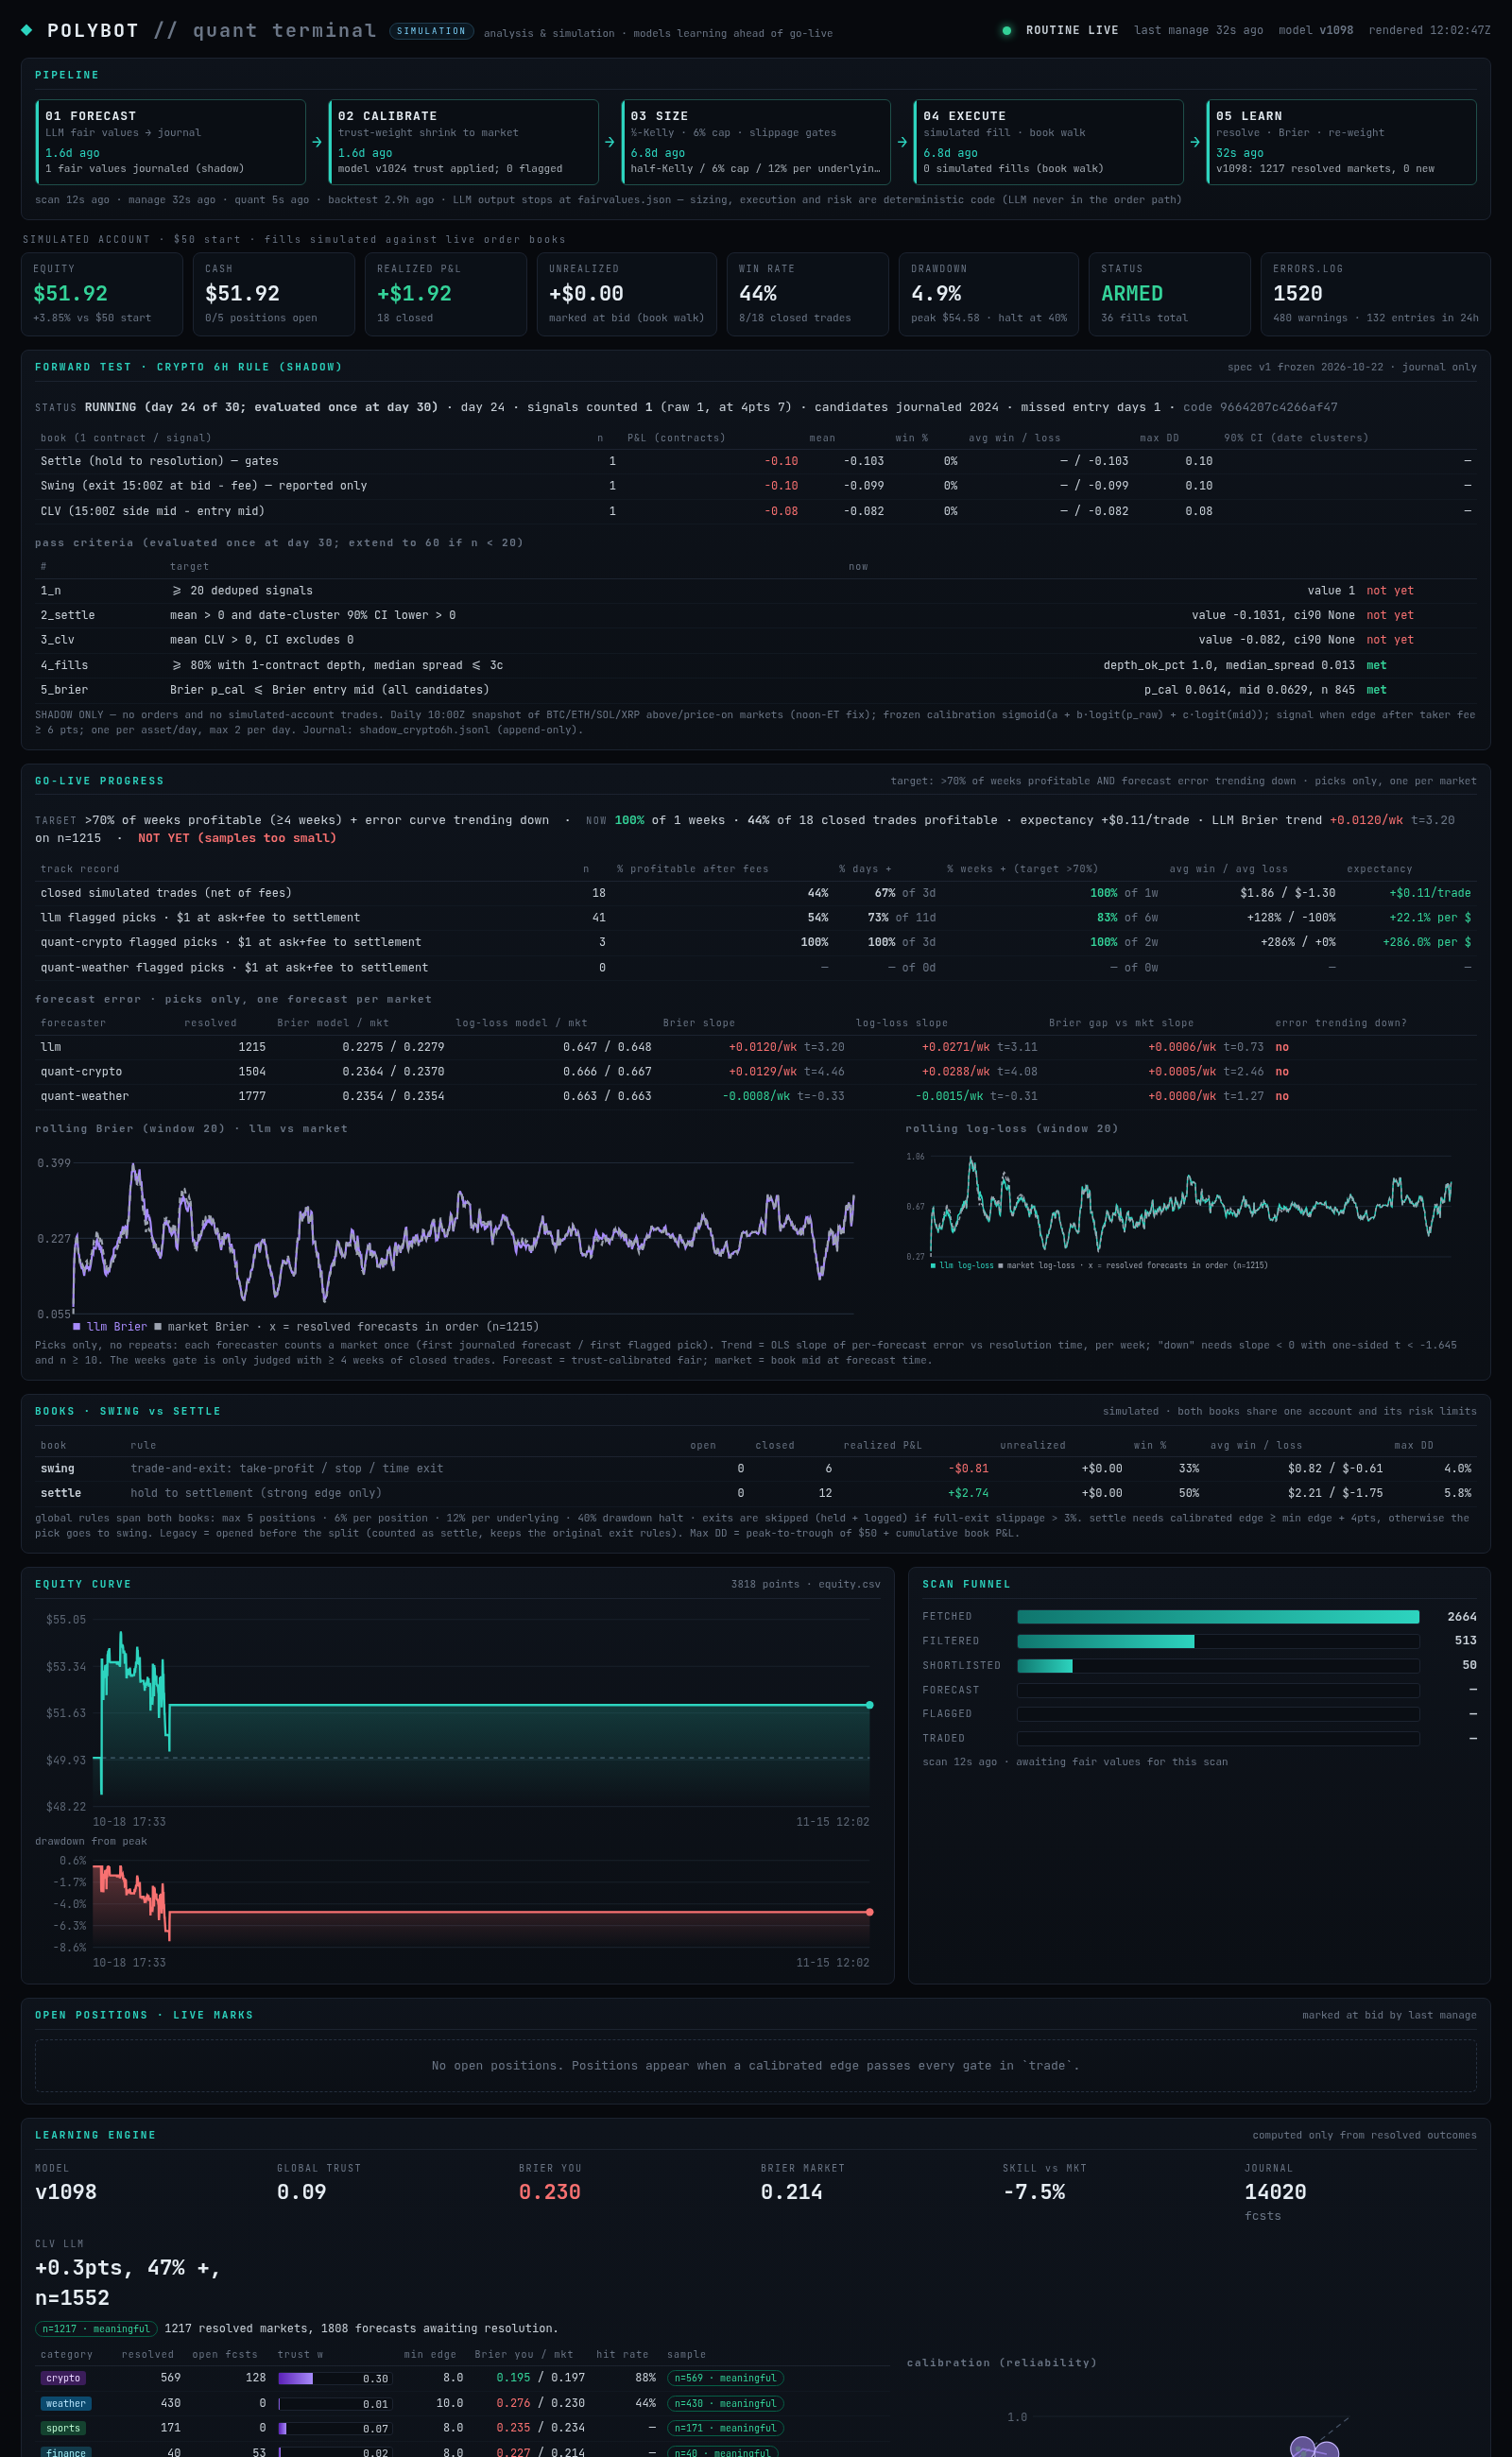 ◆ POLYBOT // quant terminal SIMULATION analysis & simulation · models learning ahead of go-live ROUTINE LIVE last manage 32s ago model v1098 rendered 12:02:47Z
PIPELINE
01 FORECAST
LLM fair values → journal
1.6d ago
1 fair values journaled (shadow)
→
02 CALIBRATE
trust-weight shrink to market
1.6d ago
model v1024 trust applied; 0 flagged
→
03 SIZE
½-Kelly · 6% cap · slippage gates
6.8d ago
half-Kelly / 6% cap / 12% per underlyin…
→
04 EXECUTE
simulated fill · book walk
6.8d ago
0 simulated fills (book walk)
→
05 LEARN
resolve · Brier · re-weight
32s ago
v1098: 1217 resolved markets, 0 new
scan 12s ago · manage 32s ago · quant 5s ago · backtest 2.9h ago · LLM output stops at fairvalues.json — sizing, execution and risk are deterministic code (LLM never in the order path)
SIMULATED ACCOUNT · $50 start · fills simulated against live order books
EQUITY
$51.92
+3.85% vs $50 start
CASH
$51.92
0/5 positions open
REALIZED P&L
+$1.92
18 closed
UNREALIZED
+$0.00
marked at bid (book walk)
WIN RATE
44%
8/18 closed trades
DRAWDOWN
4.9%
peak $54.58 · halt at 40%
STATUS
ARMED
36 fills total
ERRORS.LOG
1520
480 warnings · 132 entries in 24h
FORWARD TEST · CRYPTO 6H RULE (SHADOW) spec v1 frozen 2026-10-22 · journal only
STATUS RUNNING (day 24 of 30; evaluated once at day 30) · day 24 · signals counted 1 (raw 1, at 4pts 7) · candidates journaled 2024 · missed entry days 1 · code 9664207c4266af47
book (1 contract / signal) n P&L (contracts) mean win % avg win / loss max DD 90% CI (date clusters)
Settle (hold to resolution) — gates 1 -0.10 -0.103 0% — / -0.103 0.10 —
Swing (exit 15:00Z at bid - fee) — reported only 1 -0.10 -0.099 0% — / -0.099 0.10 —
CLV (15:00Z side mid - entry mid) 1 -0.08 -0.082 0% — / -0.082 0.08 —
pass criteria (evaluated once at day 30; extend to 60 if n < 20)
# target now
1_n ≥ 20 deduped signals value 1 not yet
2_settle mean > 0 and date-cluster 90% CI lower > 0 value -0.1031, ci90 None not yet
3_clv mean CLV > 0, CI excludes 0 value -0.082, ci90 None not yet
4_fills ≥ 80% with 1-contract depth, median spread ≤ 3c depth_ok_pct 1.0, median_spread 0.013 met
5_brier Brier p_cal ≤ Brier entry mid (all candidates) p_cal 0.0614, mid 0.0629, n 845 met
SHADOW ONLY — no orders and no simulated-account trades. Daily 10:00Z snapshot of BTC/ETH/SOL/XRP above/price-on markets (noon-ET fix); frozen calibration sigmoid(a + b·logit(p_raw) + c·logit(mid)); signal when edge after taker fee
≥ 6 pts; one per asset/day, max 2 per day. Journal: shadow_crypto6h.jsonl (append-only).
GO-LIVE PROGRESS target: >70% of weeks profitable AND forecast error trending down · picks only, one per market
TARGET >70% of weeks profitable (≥4 weeks) + error curve trending down · NOW 100% of 1 weeks · 44% of 18 closed trades profitable · expectancy +$0.11/trade · LLM Brier trend +0.0120/wk t=3.20
on n=1215 · NOT YET (samples too small)
track record n % profitable after fees % days + % weeks + (target >70%) avg win / avg loss expectancy
closed simulated trades (net of fees) 18 44% 67% of 3d 100% of 1w $1.86 / $-1.30 +$0.11/trade
llm flagged picks · $1 at ask+fee to settlement 41 54% 73% of 11d 83% of 6w +128% / -100% +22.1% per $
quant-crypto flagged picks · $1 at ask+fee to settlement 3 100% 100% of 3d 100% of 2w +286% / +0% +286.0% per $
quant-weather flagged picks · $1 at ask+fee to settlement 0 — — of 0d — of 0w — —
forecast error · picks only, one forecast per market
forecaster resolved Brier model / mkt log-loss model / mkt Brier slope log-loss slope Brier gap vs mkt slope error trending down?
llm 1215 0.2275 / 0.2279 0.647 / 0.648 +0.0120/wk t=3.20 +0.0271/wk t=3.11 +0.0006/wk t=0.73 no
quant-crypto 1504 0.2364 / 0.2370 0.666 / 0.667 +0.0129/wk t=4.46 +0.0288/wk t=4.08 +0.0005/wk t=2.46 no
quant-weather 1777 0.2354 / 0.2354 0.663 / 0.663 -0.0008/wk t=-0.33 -0.0015/wk t=-0.31 +0.0000/wk t=1.27 no
rolling Brier (window 20) · llm vs market
0.399
0.227
0.055
■ llm Brier ■ market Brier · x = resolved forecasts in order (n=1215)
rolling log-loss (window 20)
1.06
0.67
0.27
■ llm log-loss ■ market log-loss · x = resolved forecasts in order (n=1215)
Picks only, no repeats: each forecaster counts a market once (first journaled forecast / first flagged pick). Trend = OLS slope of per-forecast error vs resolution time, per week; "down" needs slope < 0 with one-sided t < -1.645
and n ≥ 10. The weeks gate is only judged with ≥ 4 weeks of closed trades. Forecast = trust-calibrated fair; market = book mid at forecast time.
BOOKS · SWING vs SETTLE simulated · both books share one account and its risk limits
book rule open closed realized P&L unrealized win % avg win / loss max DD
swing trade-and-exit: take-profit / stop / time exit 0 6 -$0.81 +$0.00 33% $0.82 / $-0.61 4.0%
settle hold to settlement (strong edge only) 0 12 +$2.74 +$0.00 50% $2.21 / $-1.75 5.8%
global rules span both books: max 5 positions · 6% per position · 12% per underlying · 40% drawdown halt · exits are skipped (held + logged) if full-exit slippage > 3%. settle needs calibrated edge ≥ min edge + 4pts, otherwise the
pick goes to swing. Legacy = opened before the split (counted as settle, keeps the original exit rules). Max DD = peak-to-trough of $50 + cumulative book P&L.
EQUITY CURVE 3818 points · equity.csv
$55.05
$53.34
$51.63
$49.93
$48.22
10-18 17:33 11-15 12:02
drawdown from peak
0.6%
-1.7%
-4.0%
-6.3%
-8.6%
10-18 17:33 11-15 12:02
SCAN FUNNEL
FETCHED 2664
FILTERED 513
SHORTLISTED 50
FORECAST —
FLAGGED —
TRADED —
scan 12s ago · awaiting fair values for this scan
OPEN POSITIONS · LIVE MARKS marked at bid by last manage
No open positions. Positions appear when a calibrated edge passes every gate in `trade`.
LEARNING ENGINE computed only from resolved outcomes
MODEL
v1098
GLOBAL TRUST
0.09
BRIER YOU
0.230
BRIER MARKET
0.214
SKILL vs MKT
-7.5%
JOURNAL
14020
fcsts
CLV LLM
+0.3pts, 47% +,
n=1552
n=1217 · meaningful 1217 resolved markets, 1808 forecasts awaiting resolution.
category resolved open fcsts trust w min edge Brier you / mkt hit rate sample
crypto 569 128 0.30 8.0 0.195 / 0.197 88% n=569 · meaningful
weather 430 0 0.01 10.0 0.276 / 0.230 44% n=430 · meaningful
sports 171 0 0.07 8.0 0.235 / 0.234 — n=171 · meaningful
finance 40 53 0.02 8.0 0.227 / 0.214 — n=40 · meaningful
calibration (reliability)
1.0